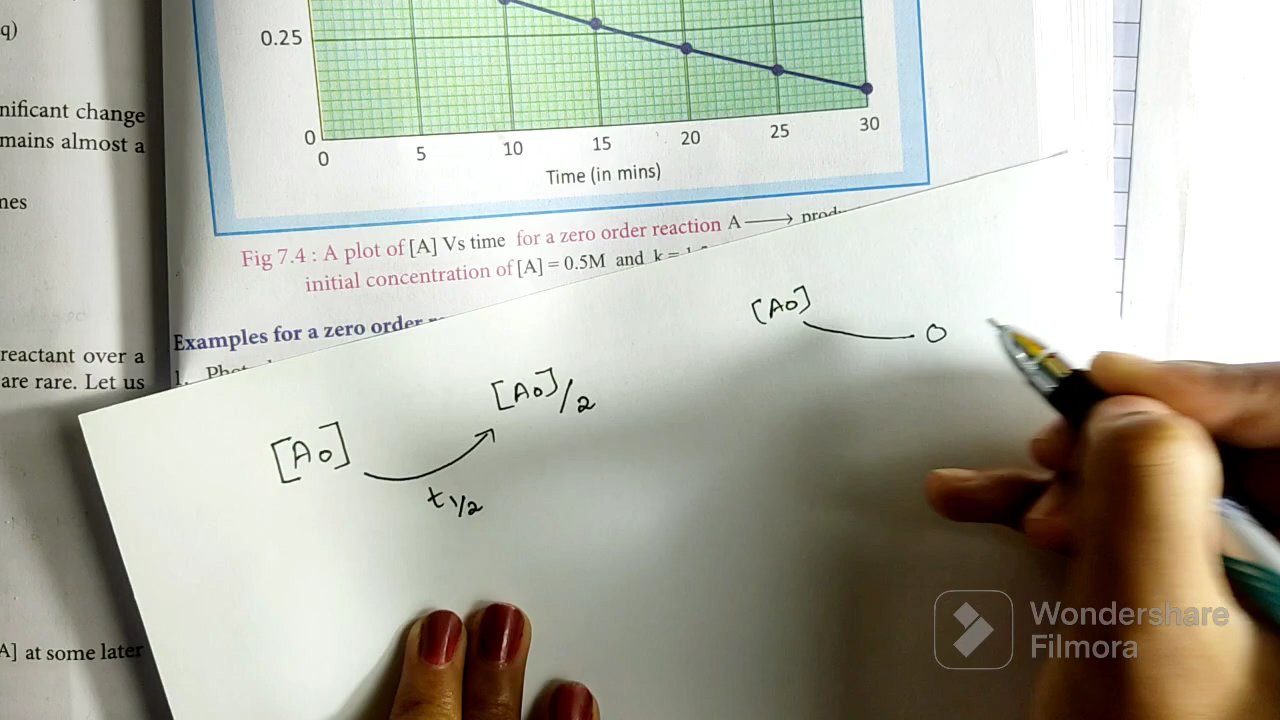 q)
nificant change
mains almost a
nes
reactant over a
are rare. Let us
A] at some later
0.25
0
0 5 10 15 20 25 30
Time (in mins)
Fig 7.4 : A plot of [A] Vs time for a zero order reaction A ⟶
initial concentration of [A] = 0.5M and k =
Examples for a zero order
1.
[A0]
0
[A0]/2
[A0]
t1/2
Wondershare
Filmora